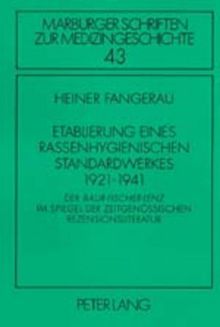 MARBURGER SCHRIFTEN
ZUR MEDIZINGESCHICHTE
43
HEINER FANGERAU
ETABLIERUNG EINES
RASSENHYGIENISCHEN
STANDARDWERKES
1921-1941
DER BAUR-FISCHER-LENZ
IM SPIEGEL DER ZEITGENÖSSISCHEN
REZENSIONSLITERATUR
PETER LANG